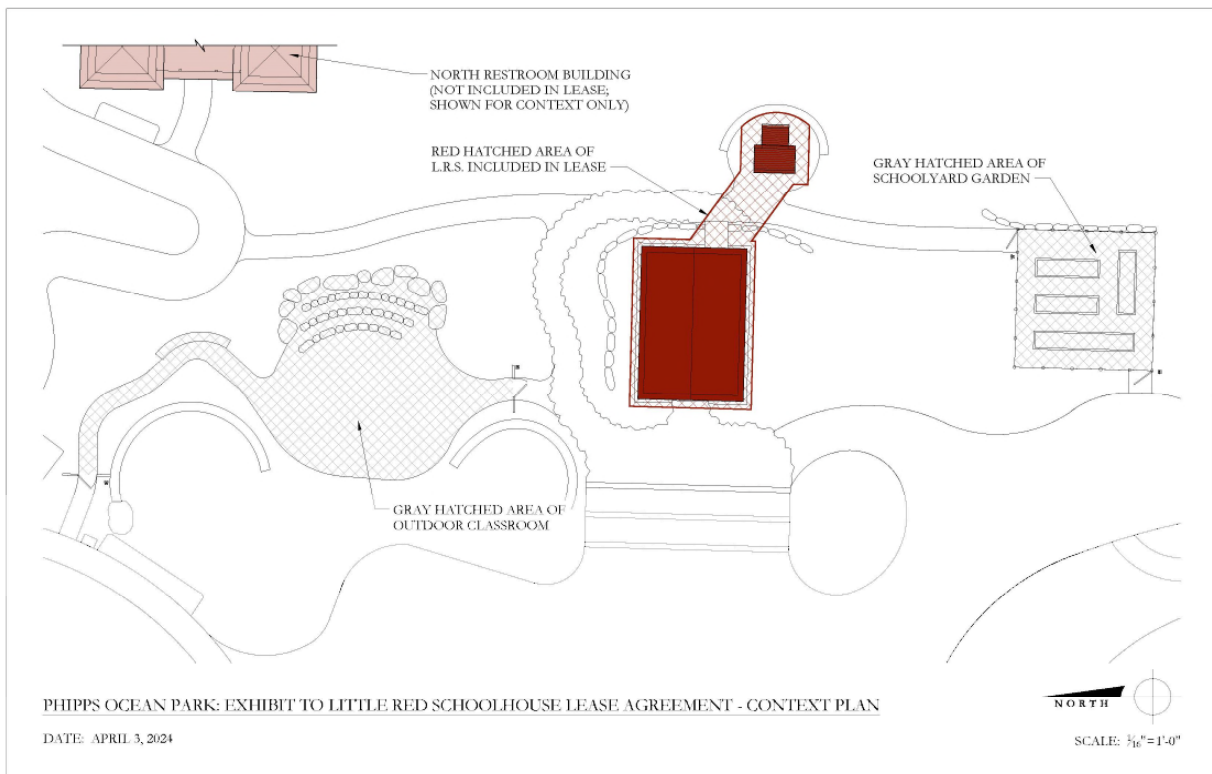 NORTH RESTROOM BUILDING
(NOT INCLUDED IN LEASE;
SHOWN FOR CONTEXT ONLY)
RED HATCHED AREA OF
L.R.S. INCLUDED IN LEASE
GRAY HATCHED AREA OF
SCHOOLYARD GARDEN
GRAY HATCHED AREA OF
OUTDOOR CLASSROOM
PHIPPS OCEAN PARK: EXHIBIT TO LITTLE RED SCHOOLHOUSE LEASE AGREEMENT - CONTEXT PLAN
DATE: APRIL 3, 2024
NORTH
SCALE: 1/16"=1'-0"